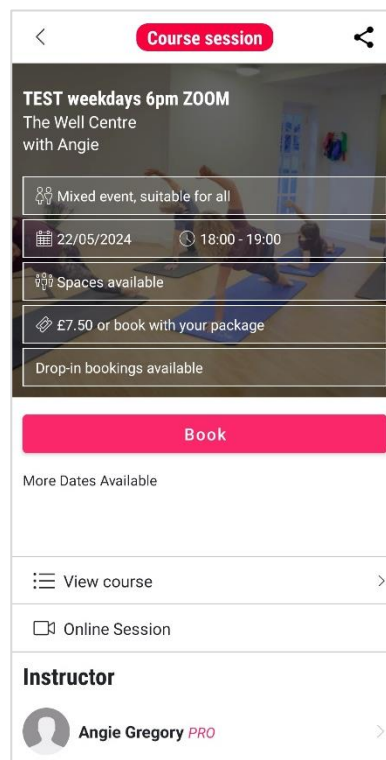 Course session
TEST weekdays 6pm ZOOM
The Well Centre
with Angie
Mixed event, suitable for all
22/05/2024 18:00 - 19:00
Spaces available
£7.50 or book with your package
Drop-in bookings available
Book
More Dates Available
View course
Online Session
Instructor
Angie Gregory PRO